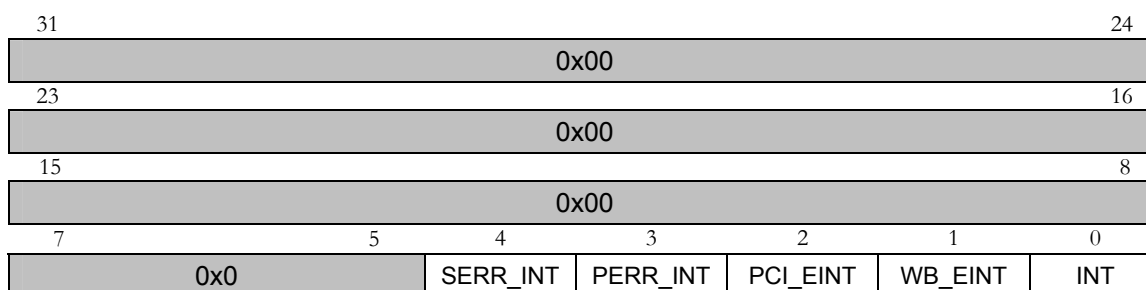 31 24
0x00
23 16
0x00
15 8
0x00
7 5 4 3 2 1 0
0x0 SERR_INT PERR_INT PCI_EINT WB_EINT INT